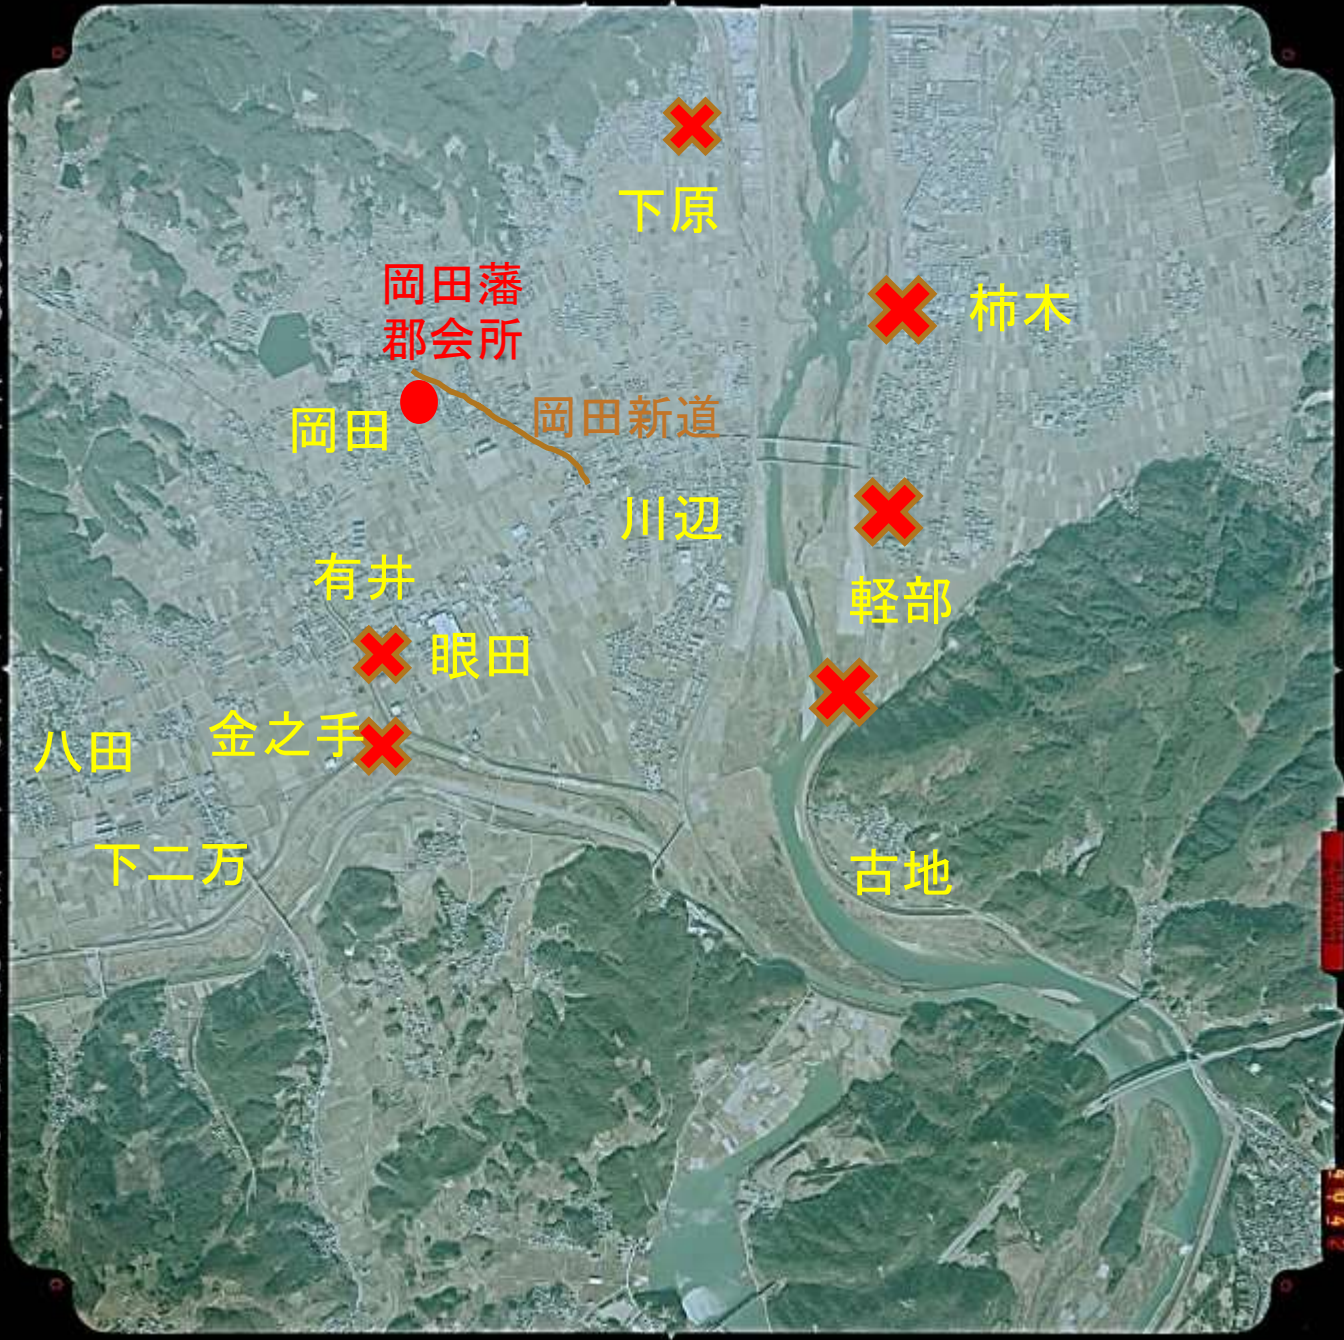 下原
岡田藩
郡会所
柿木
岡田新道
岡田
川辺
有井
軽部
眼田
金之手
八田
下二万
古地